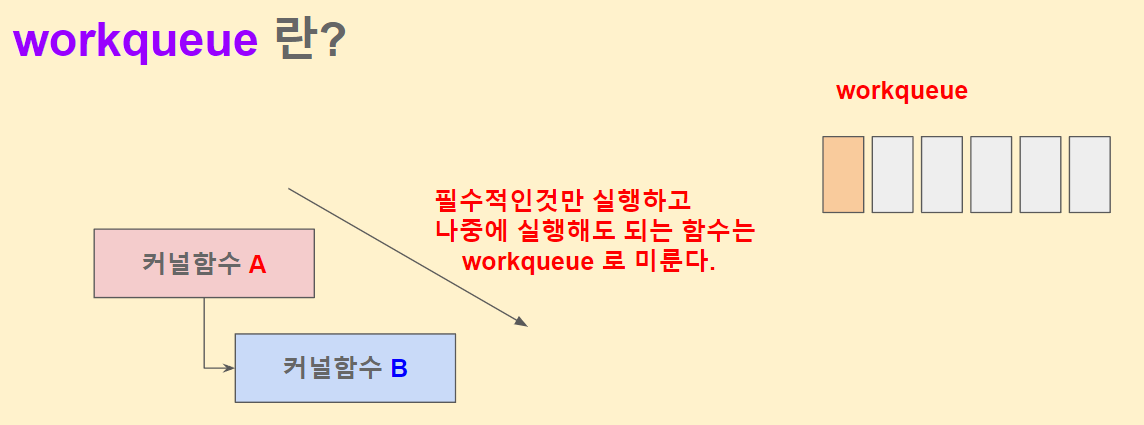 workqueue 란?
workqueue
필수적인것만 실행하고
나중에 실행해도 되는 함수는
workqueue 로 미룬다.
커널함수 A
커널함수 B